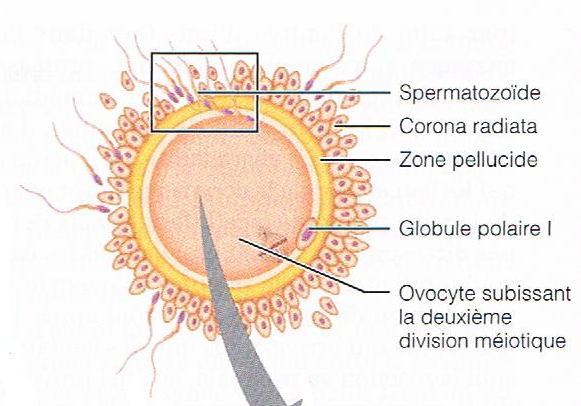 Spermatozoïde
Corona radiata
Zone pellucide
Globule polaire I
Ovocyte subissant
la deuxième
division méiotique